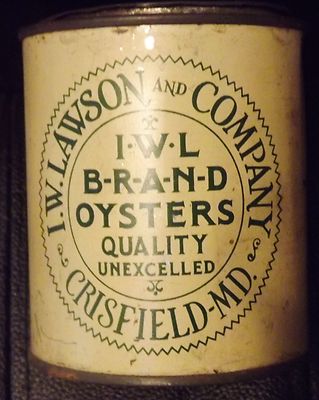 I.W. LAWSON AND COMPANY
I·W·L
B-R-A-N-D
OYSTERS
QUALITY
UNEXCELLED
CRISFIELD-MD.